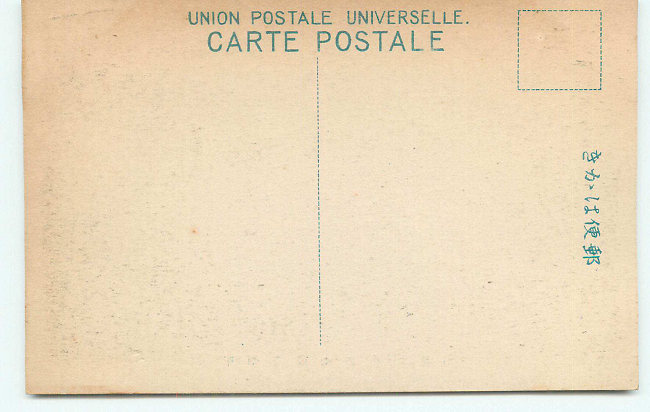 UNION POSTALE UNIVERSELLE.
CARTE POSTALE
きかは便郵